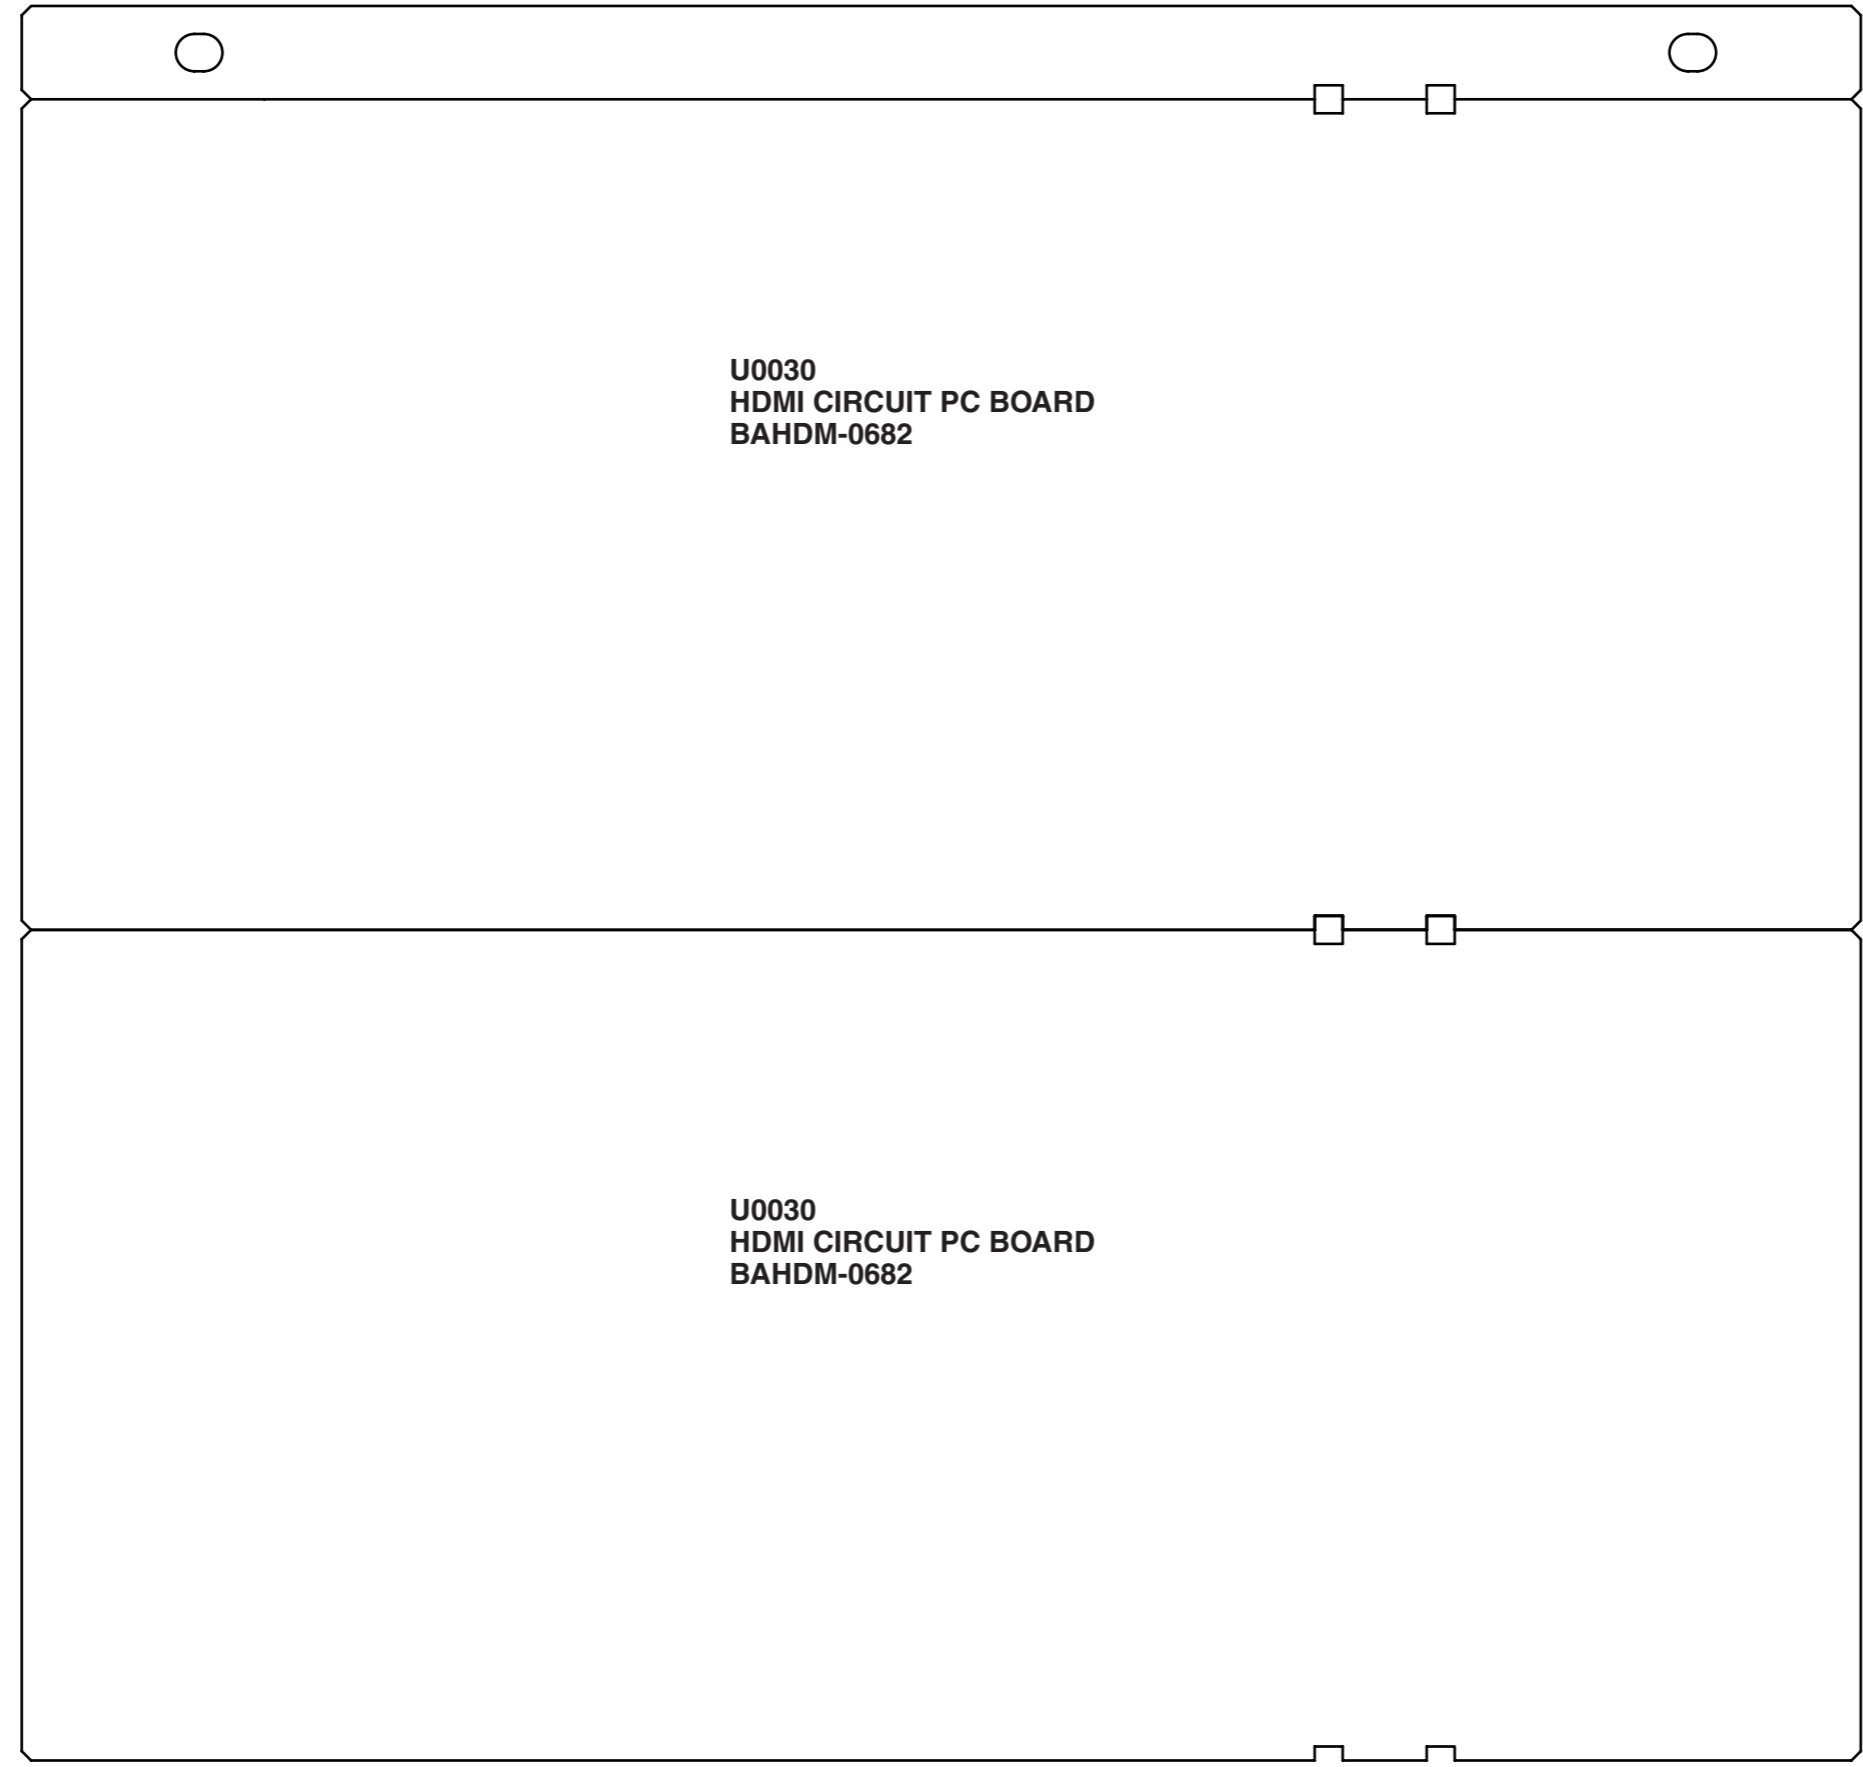 U0030
HDMI CIRCUIT PC BOARD
BAHDM-0682
U0030
HDMI CIRCUIT PC BOARD
BAHDM-0682